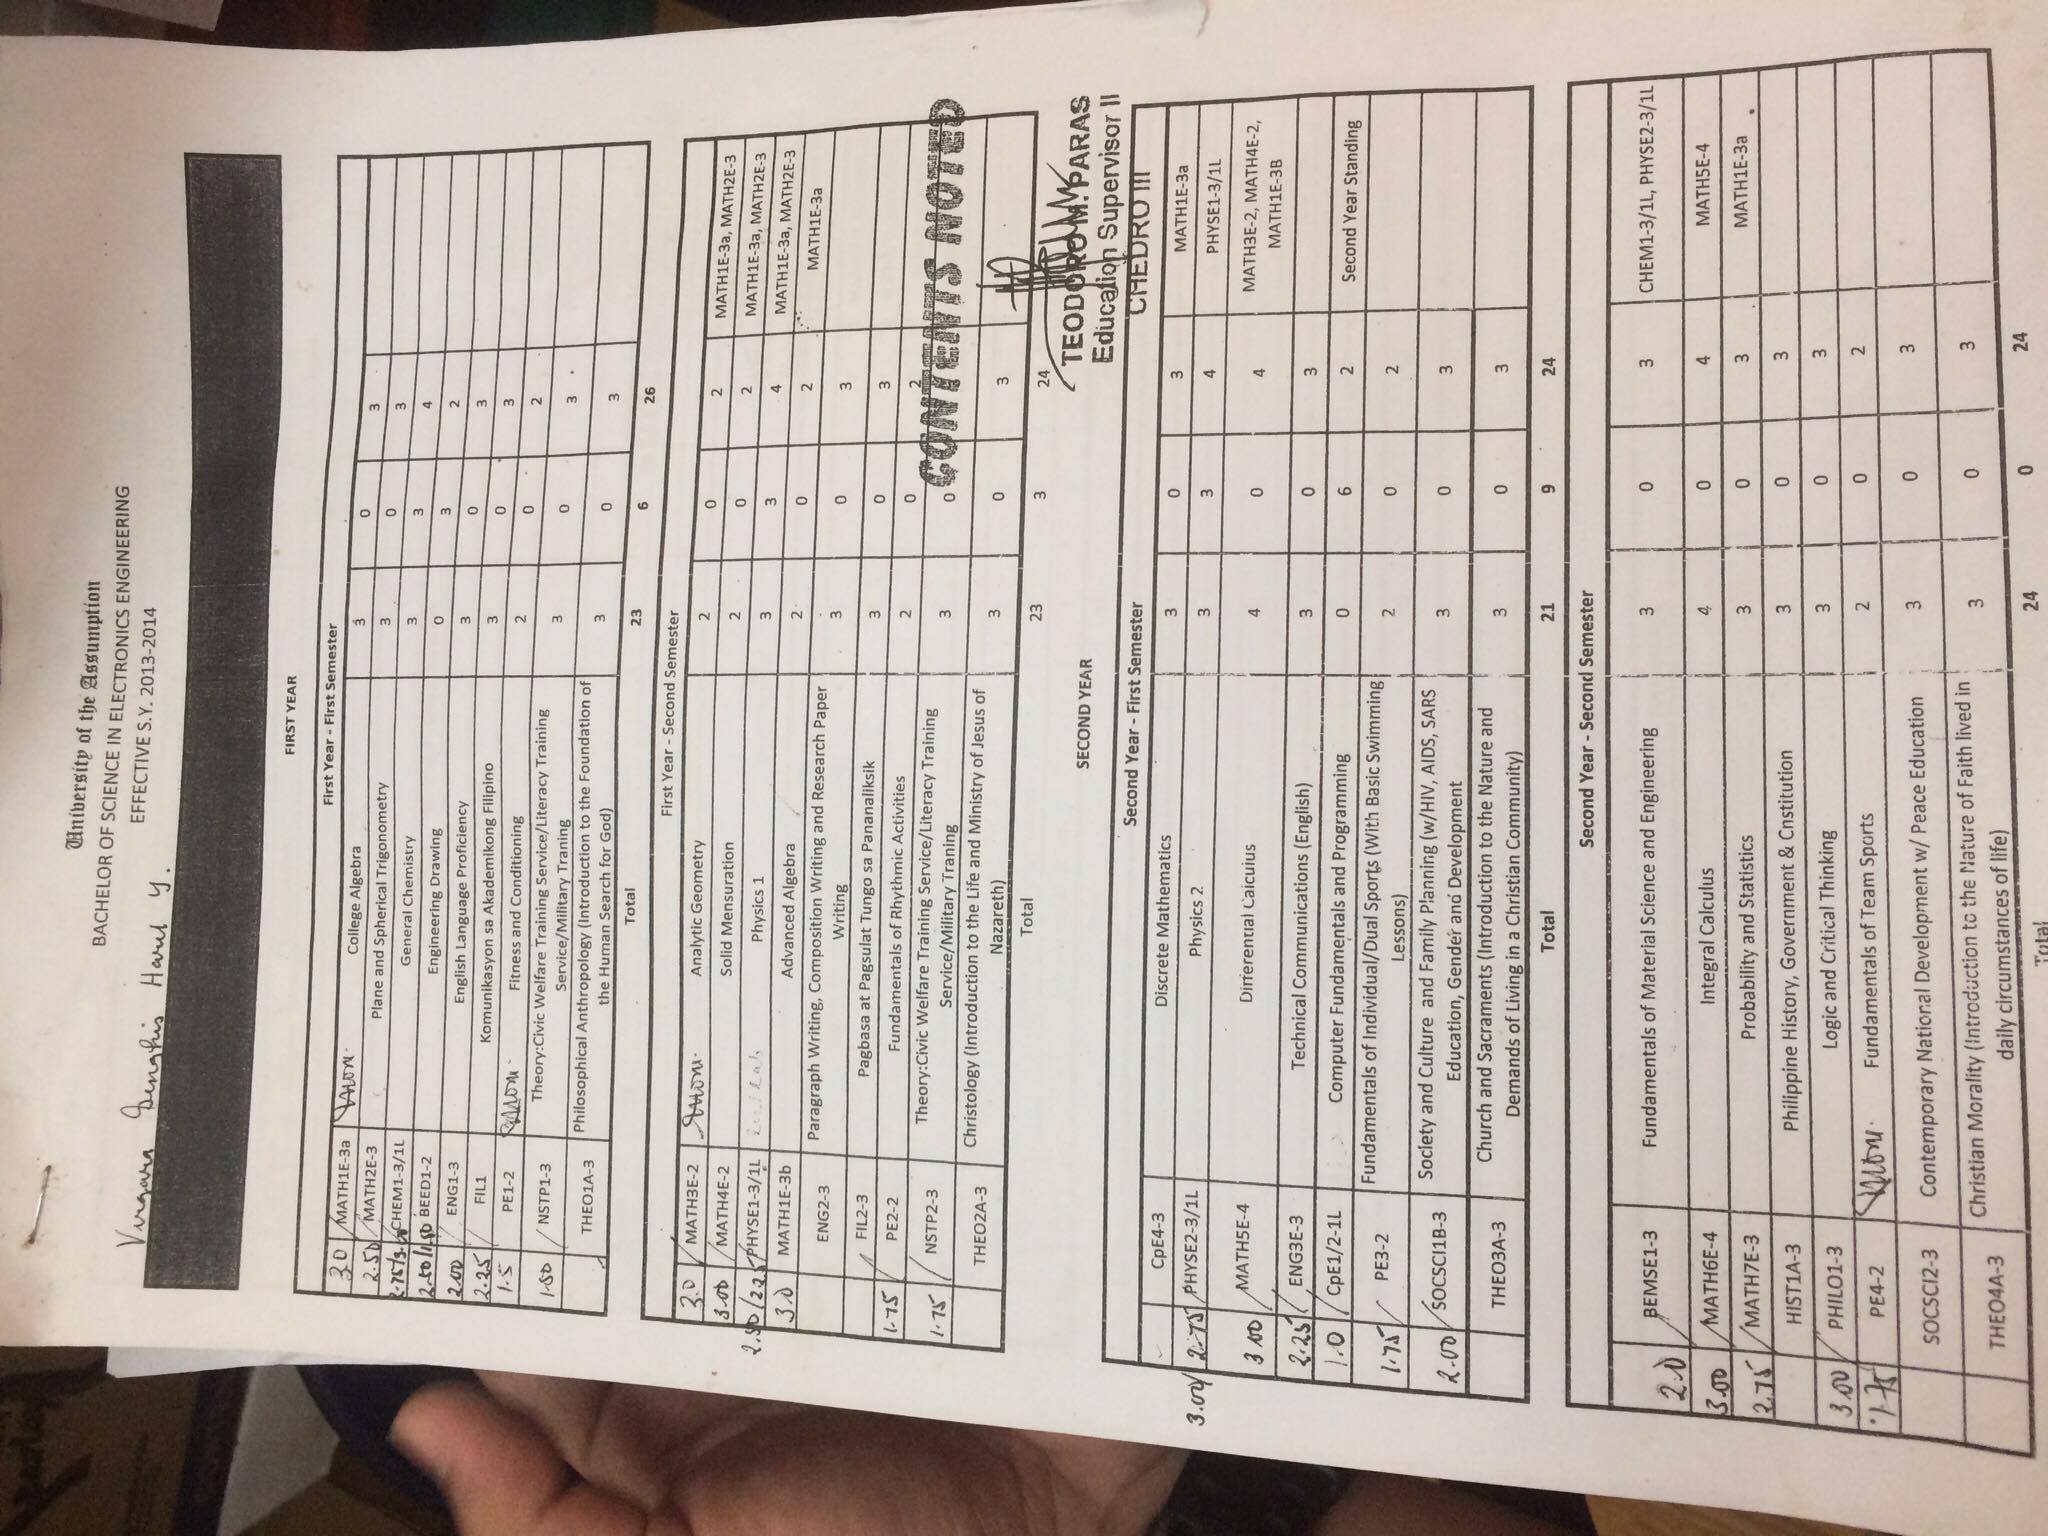 University of the Assumption
BACHELOR OF SCIENCE IN ELECTRONICS ENGINEERING
EFFECTIVE S.Y. 2013-2014
Vergara
FIRST YEAR
First Year - First Semester
3.0 MATH1E-3a College Algebra 3 0 3
2.50 MATH2E-3 Plane and Spherical Trigonometry 3 0 3
2.75/3.00 CHEM1-3/1L General Chemistry 3 3 4
2.50/1.50 BEED1-2 Engineering Drawing 0 3 2
2.00 ENG1-3 English Language Proficiency 3 0 3
2.25 FIL1 Komunikasyon sa Akademikong Filipino 3 0 3
1.5 PE1-2 Fitness and Conditioning 2 0 2
1.50 NSTP1-3 Theory:Civic Welfare Training Service/Literacy Training 3 0 3
Service/Military Traning
THEO1A-3 Philosophical Anthropology (Introduction to the Foundation of 3 0 3
the Human Search for God)
Total 23 6 26
First Year - Second Semester
3.0 MATH3E-2 Analytic Geometry 2 0 2 MATH1E-3a, MATH2E-3
3.00 MATH4E-2 Solid Mensuration 2 0 2 MATH1E-3a, MATH2E-3
2.50/2.25 PHYSE1-3/1L Physics 1 3 3 4 MATH1E-3a, MATH2E-3
3.0 MATH1E-3b Advanced Algebra 2 0 2 MATH1E-3a
ENG2-3 Paragraph Writing, Composition Writing and Research Paper 3 0 3
Writing
FIL2-3 Pagbasa at Pagsulat Tungo sa Pananaliksik 3 0 3
1.75 PE2-2 Fundamentals of Rhythmic Activities 2 0 2
1.75 NSTP2-3 Theory:Civic Welfare Training Service/Literacy Training 3 0
Service/Military Traning
CONTENTS NOTED
THEO2A-3 Christology (Introduction to the Life and Ministry of Jesus of 3 0 3
Nazareth)
Total 23 3 24
TEODORO M. PARAS
Education Supervisor II
CHEDRO III
SECOND YEAR
Second Year - First Semester
CpE4-3 Discrete Mathematics 3 0 3 MATH1E-3a
3.00/2.75 PHYSE2-3/1L Physics 2 3 3 4 PHYSE1-3/1L
3.00 MATH5E-4 Differential Calculus 4 0 4 MATH3E-2, MATH4E-2,
MATH1E-3B
2.25 ENG3E-3 Technical Communications (English) 3 0 3
1.0 CpE1/2-1L Computer Fundamentals and Programming 0 6 2 Second Year Standing
1.75 PE3-2 Fundamentals of Individual/Dual Sports (With Basic Swimming 2 0 2
Lessons)
2.00 SOCSCI1B-3 Society and Culture and Family Planning (w/HIV, AIDS, SARS 3 0 3
Education, Gender and Development
THEO3A-3 Church and Sacraments (Introduction to the Nature and 3 0 3
Demands of Living in a Christian Community)
Total 21 9 24
Second Year - Second Semester
2.0 BEMSE1-3 Fundamentals of Material Science and Engineering 3 0 3 CHEM1-3/1L, PHYSE2-3/1L
3.00 MATH6E-4 Integral Calculus 4 0 4 MATH5E-4
2.75 MATH7E-3 Probability and Statistics 3 0 3 MATH1E-3a
HIST1A-3 Philippine History, Government & Cnstitution 3 0 3
3.00 PHILO1-3 Logic and Critical Thinking 3 0 3
1.75 PE4-2 Fundamentals of Team Sports 2 0 2
SOCSCI2-3 Contemporary National Development w/ Peace Education 3 0 3
THEO4A-3 Christian Morality (Introduction to the Nature of Faith lived in 3 0 3
daily circumstances of life)
Total 24 0 24